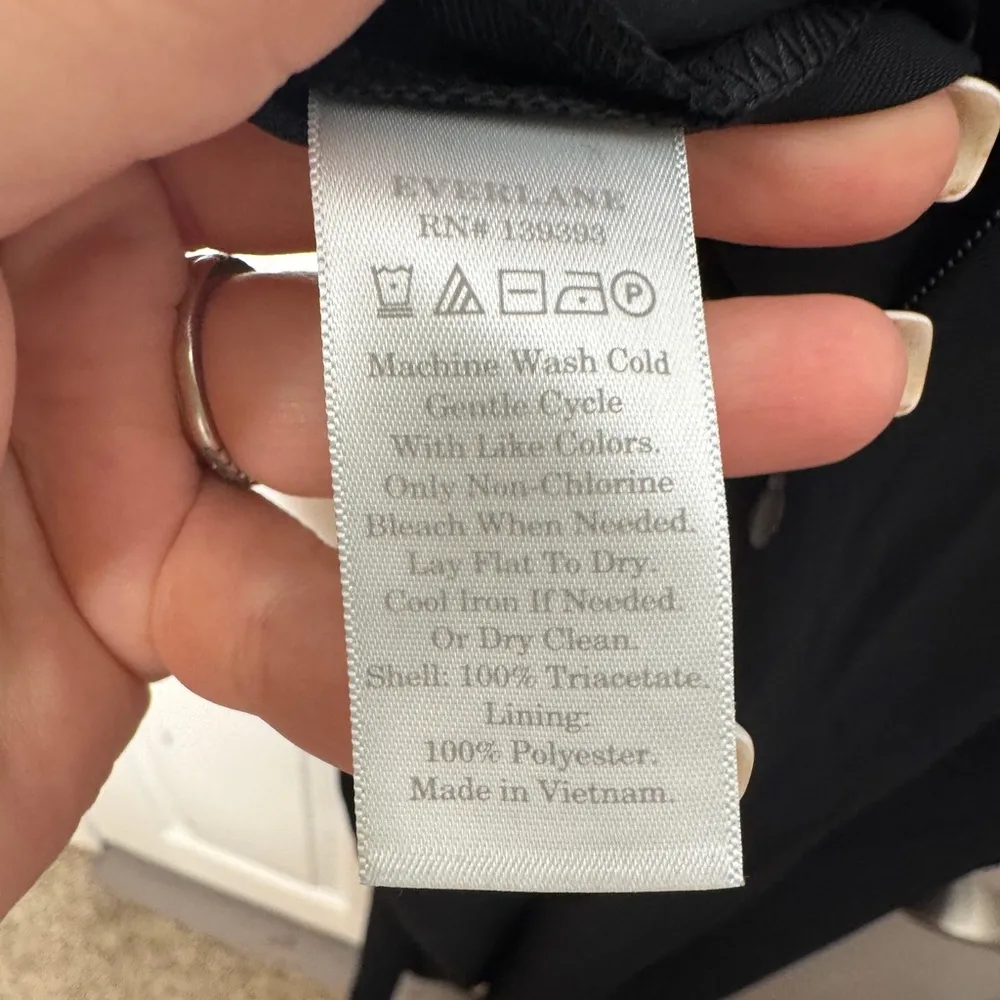 EVERLANE
RN# 139393
P
Machine Wash Cold
Gentle Cycle
With Like Colors.
Only Non-Chlorine
Bleach When Needed.
Lay Flat To Dry.
Cool Iron If Needed.
Or Dry Clean.
Shell: 100% Triacetate.
Lining:
100% Polyester.
Made in Vietnam.